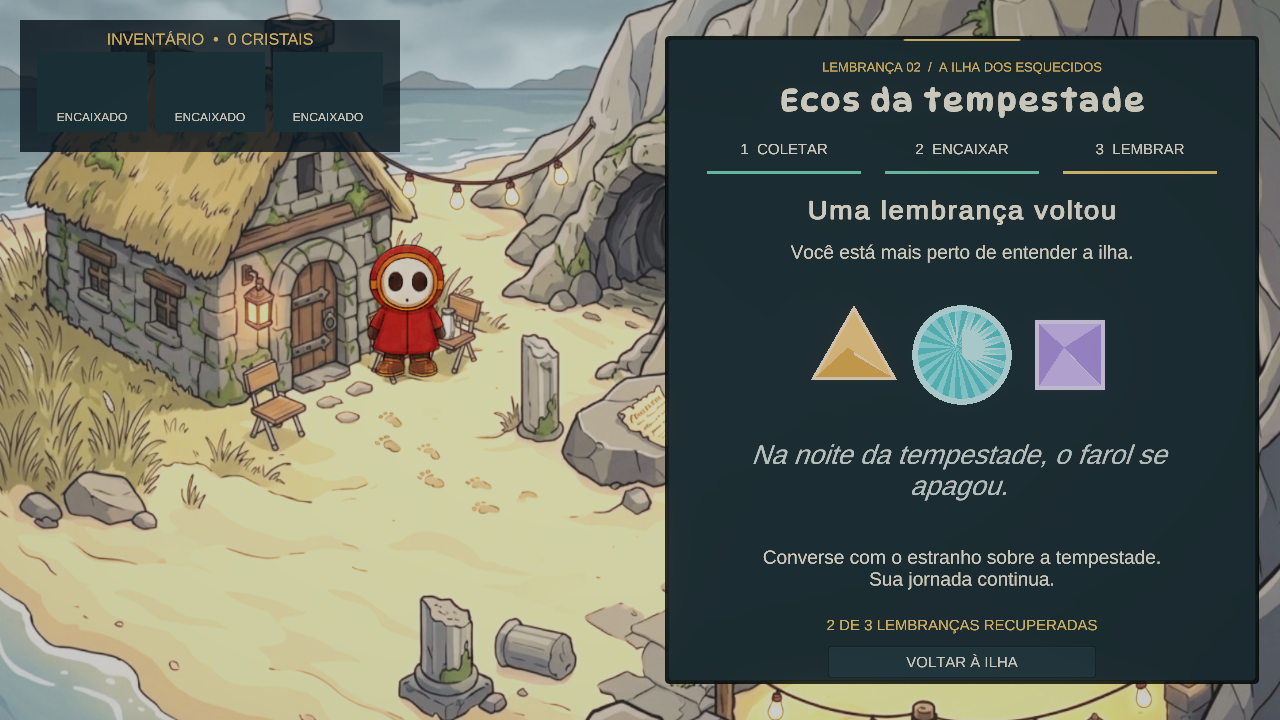 INVENTÁRIO • 0 CRISTAIS
ENCAIXADO
ENCAIXADO
ENCAIXADO
LEMBRANÇA 02 / A ILHA DOS ESQUECIDOS
Ecos da tempestade
1 COLETAR
2 ENCAIXAR
3 LEMBRAR
Uma lembrança voltou
Você está mais perto de entender a ilha.
Na noite da tempestade, o farol se
apagou.
Converse com o estranho sobre a tempestade.
Sua jornada continua.
2 DE 3 LEMBRANÇAS RECUPERADAS
VOLTAR À ILHA